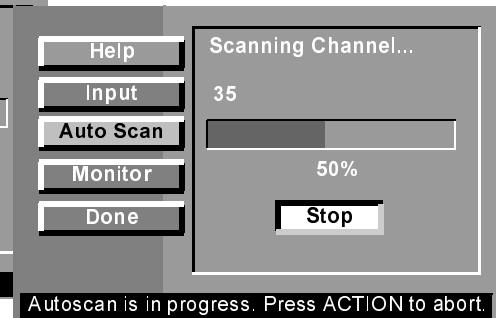 Help
Input
Auto Scan
Monitor
Done
Scanning Channel...
35
50%
Stop
Autoscan is in progress. Press ACTION to abort.